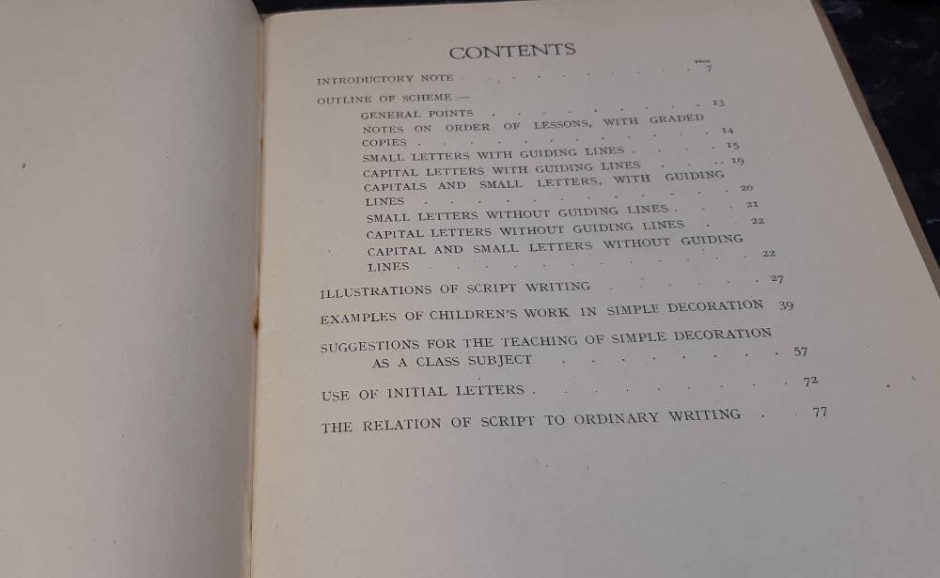 CONTENTS
PAGE
INTRODUCTORY NOTE . . . . . . . . . 7
OUTLINE OF SCHEME :—
GENERAL POINTS . . . . . . . . . 13
NOTES ON ORDER OF LESSONS, WITH GRADED
COPIES . . . . . . . . . . . . 14
SMALL LETTERS WITH GUIDING LINES . . . . 15
CAPITAL LETTERS WITH GUIDING LINES . . . . 19
CAPITALS AND SMALL LETTERS, WITH GUIDING
LINES . . . . . . . . . . . . 20
SMALL LETTERS WITHOUT GUIDING LINES . . . 21
CAPITAL LETTERS WITHOUT GUIDING LINES . . 22
CAPITAL AND SMALL LETTERS WITHOUT GUIDING
LINES . . . . . . . . . . . . 22
ILLUSTRATIONS OF SCRIPT WRITING . . . . . . 27
EXAMPLES OF CHILDREN'S WORK IN SIMPLE DECORATION 39
SUGGESTIONS FOR THE TEACHING OF SIMPLE DECORATION
AS A CLASS SUBJECT . . . . . . . . 57
USE OF INITIAL LETTERS . . . . . . . . . 72
THE RELATION OF SCRIPT TO ORDINARY WRITING . . 77